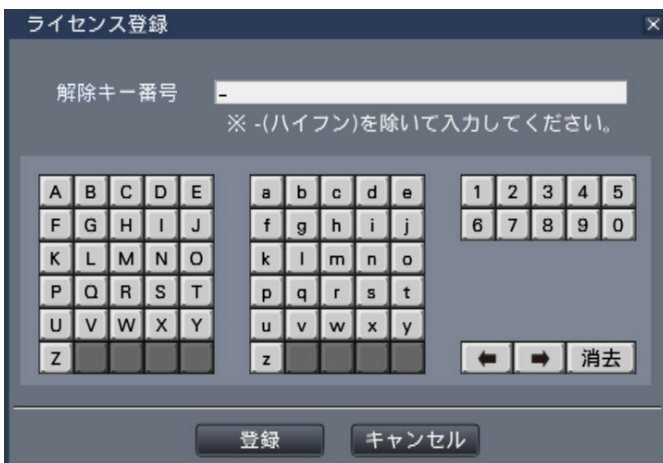 ライセンス登録 ×
解除キー番号 _
※ -(ハイフン)を除いて入力してください。
A B C D E a b c d e 1 2 3 4 5
F G H I J f g h i j 6 7 8 9 0
K L M N O k l m n o
P Q R S T p q r s t
U V W X Y u v w x y
Z z ← → 消去
登録 キャンセル